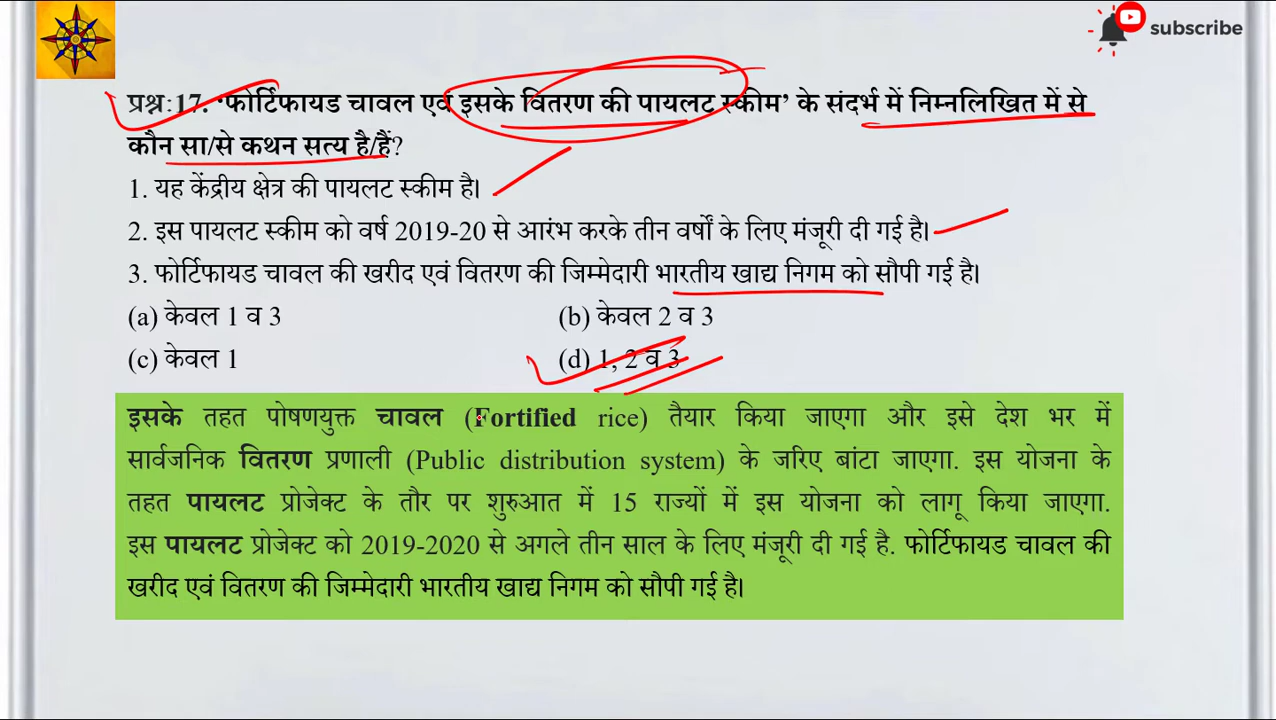 subscribe
प्रश्न:17. ‘फोर्टिफायड चावल एवं इसके वितरण की पायलट स्कीम’ के संदर्भ में निम्नलिखित में से
कौन सा/से कथन सत्य है/हैं?
1. यह केंद्रीय क्षेत्र की पायलट स्कीम है।
2. इस पायलट स्कीम को वर्ष 2019-20 से आरंभ करके तीन वर्षों के लिए मंजूरी दी गई है।
3. फोर्टिफायड चावल की खरीद एवं वितरण की जिम्मेदारी भारतीय खाद्य निगम को सौपी गई है।
(a) केवल 1 व 3 (b) केवल 2 व 3
(c) केवल 1 (d) 1, 2 व 3
इसके तहत पोषणयुक्त चावल (Fortified rice) तैयार किया जाएगा और इसे देश भर में
सार्वजनिक वितरण प्रणाली (Public distribution system) के जरिए बांटा जाएगा. इस योजना के
तहत पायलट प्रोजेक्ट के तौर पर शुरुआत में 15 राज्यों में इस योजना को लागू किया जाएगा.
इस पायलट प्रोजेक्ट को 2019-2020 से अगले तीन साल के लिए मंजूरी दी गई है. फोर्टिफायड चावल की
खरीद एवं वितरण की जिम्मेदारी भारतीय खाद्य निगम को सौपी गई है।